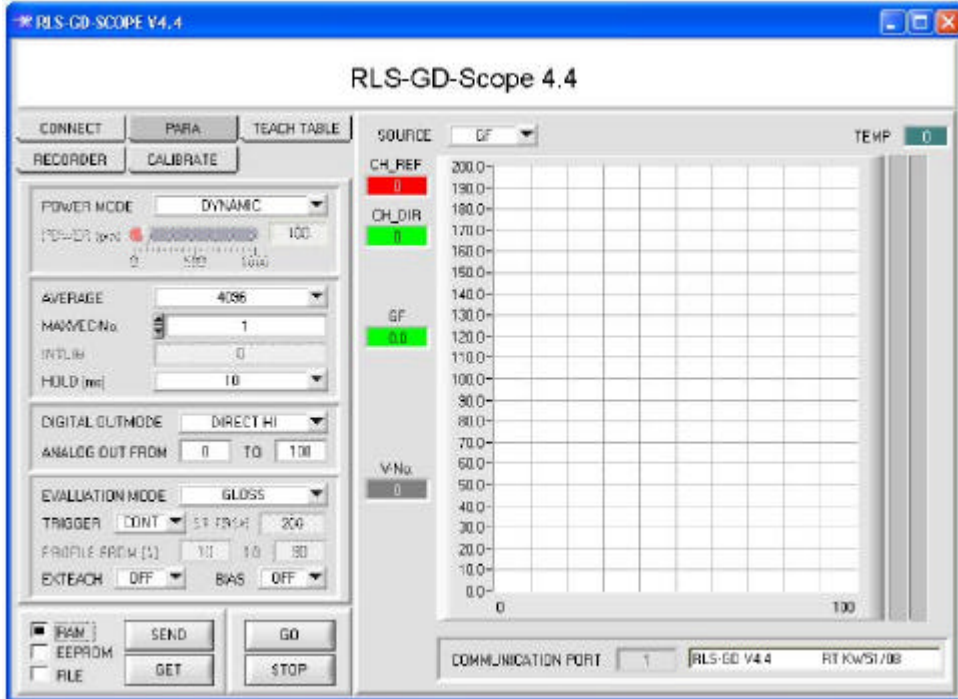 RLS-GD-SCOPE V4.4
RLS-GD-Scope 4.4
CONNECT PARA TEACH TABLE
RECORDER CALIBRATE
POWER MODE DYNAMIC
POWER 100
0 500 1000
AVERAGE 4096
MAXVEC-No. 1
INTLIM 0
HOLD [ms] 10
DIGITAL OUTMODE DIRECT HI
ANALOG OUT FROM 0 TO 100
EVALUATION MODE GLOSS
TRIGGER CONT 200
PROFILE FROM [%] 10 TO 90
EXTEACH OFF BIAS OFF
RAM
EEPROM
FILE
SEND GO
GET STOP
SOURCE GF
TEMP 0
CH_REF
0
CH_DIR
0
GF
0.0
V-No.
0
200.0
190.0
180.0
170.0
160.0
150.0
140.0
130.0
120.0
110.0
100.0
90.0
80.0
70.0
60.0
50.0
40.0
30.0
20.0
10.0
0.0
0 100
COMMUNICATION PORT 1 RLS-GD V4.4 RT KW51/08